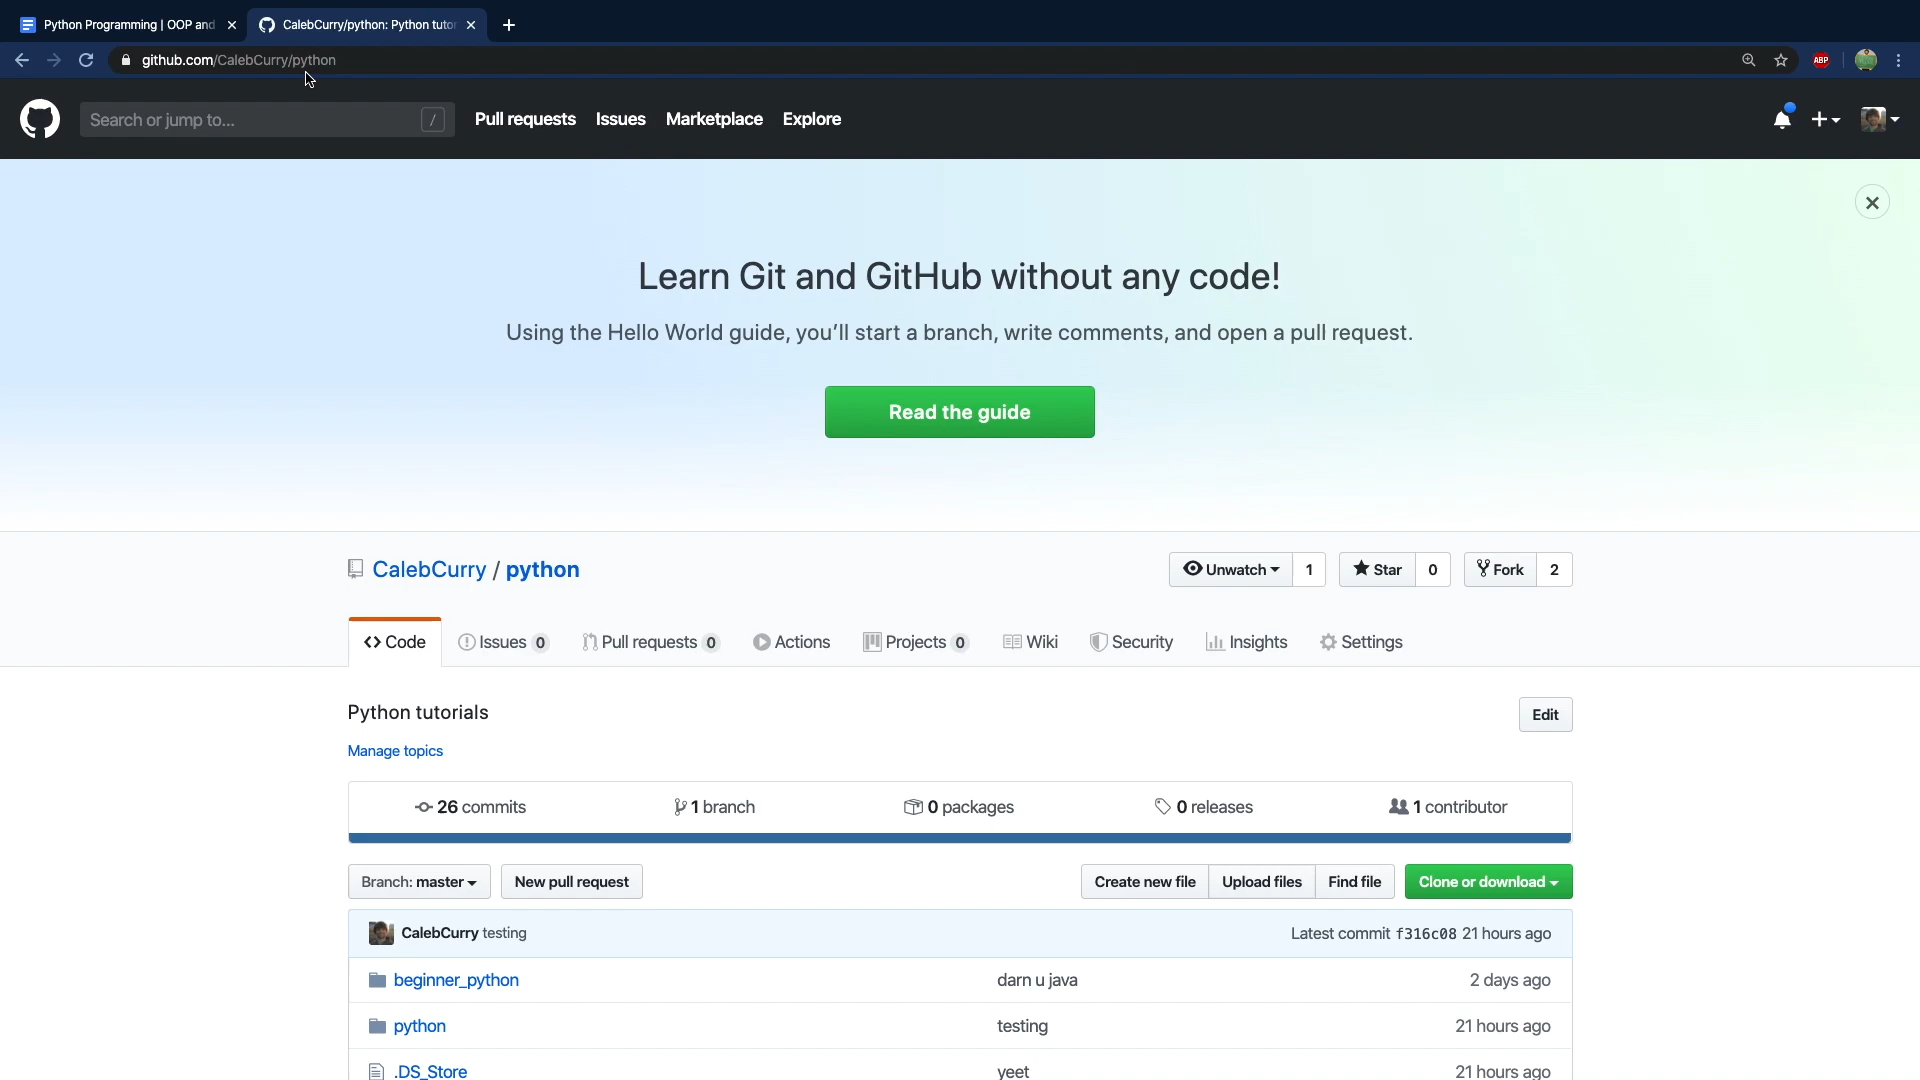 Python Programming | OOP and
CalebCurry/python: Python tutor
github.com/CalebCurry/python
ABP
Search or jump to...
/
Pull requests
Issues
Marketplace
Explore
Learn Git and GitHub without any code!
Using the Hello World guide, you’ll start a branch, write comments, and open a pull request.
Read the guide
CalebCurry / python
Unwatch 1
Star 0
Fork 2
Code
Issues 0
Pull requests 0
Actions
Projects 0
Wiki
Security
Insights
Settings
Python tutorials
Edit
Manage topics
26 commits
1 branch
0 packages
0 releases
1 contributor
Branch: master
New pull request
Create new file
Upload files
Find file
Clone or download
CalebCurry testing
Latest commit f316c08 21 hours ago
beginner_python
darn u java
2 days ago
python
testing
21 hours ago
.DS_Store
yeet
21 hours ago